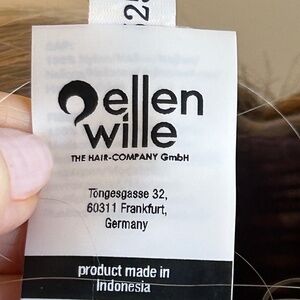 ellen
wille
THE HAIR-COMPANY GmbH
Töngesgasse 32,
60311 Frankfurt,
Germany
product made in
Indonesia